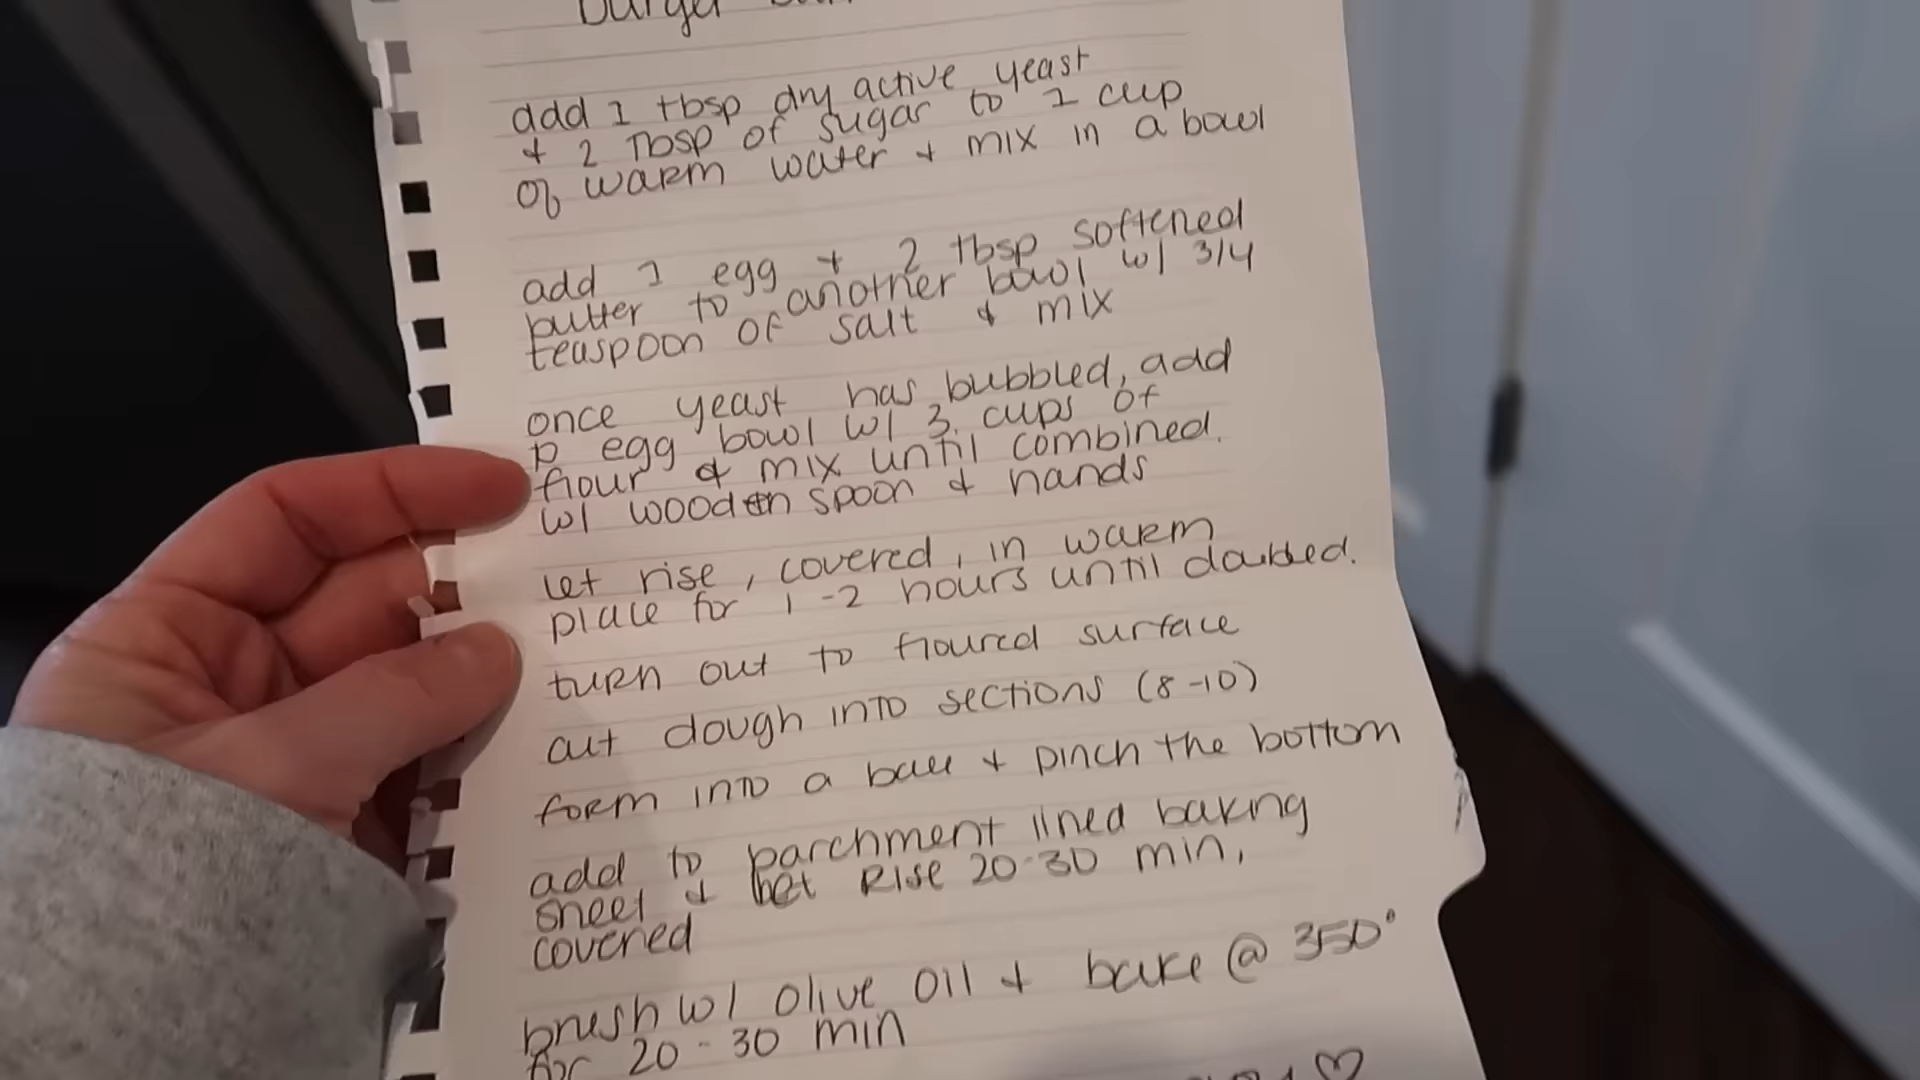 add 1 tbsp dry active yeast
+ 2 Tbsp of sugar to 1 cup
of warm water + mix in a bowl
add 1 egg + 2 tbsp softened
butter to another bowl w/ 3/4
teaspoon of salt & mix
once yeast has bubbled, add
to egg bowl w/ 3 cups of
flour & mix until combined.
w/ wooden spoon & hands
let rise, covered, in warm
place for 1-2 hours until doubled.
turn out to floured surface
cut dough into sections (8-10)
form into a ball + pinch the bottom
add to parchment lined baking
sheet & let Rise 20-30 min,
covered
brush w/ olive oil + bake @ 350°
for 20-30 min